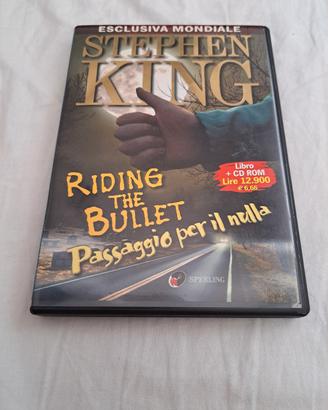 ESCLUSIVA MONDIALE
STEPHEN
KING
Libro
+ CD ROM
Lire 12.900
€ 6,66
RIDING
THE
BULLET
Passaggio per il nulla
SPERLING